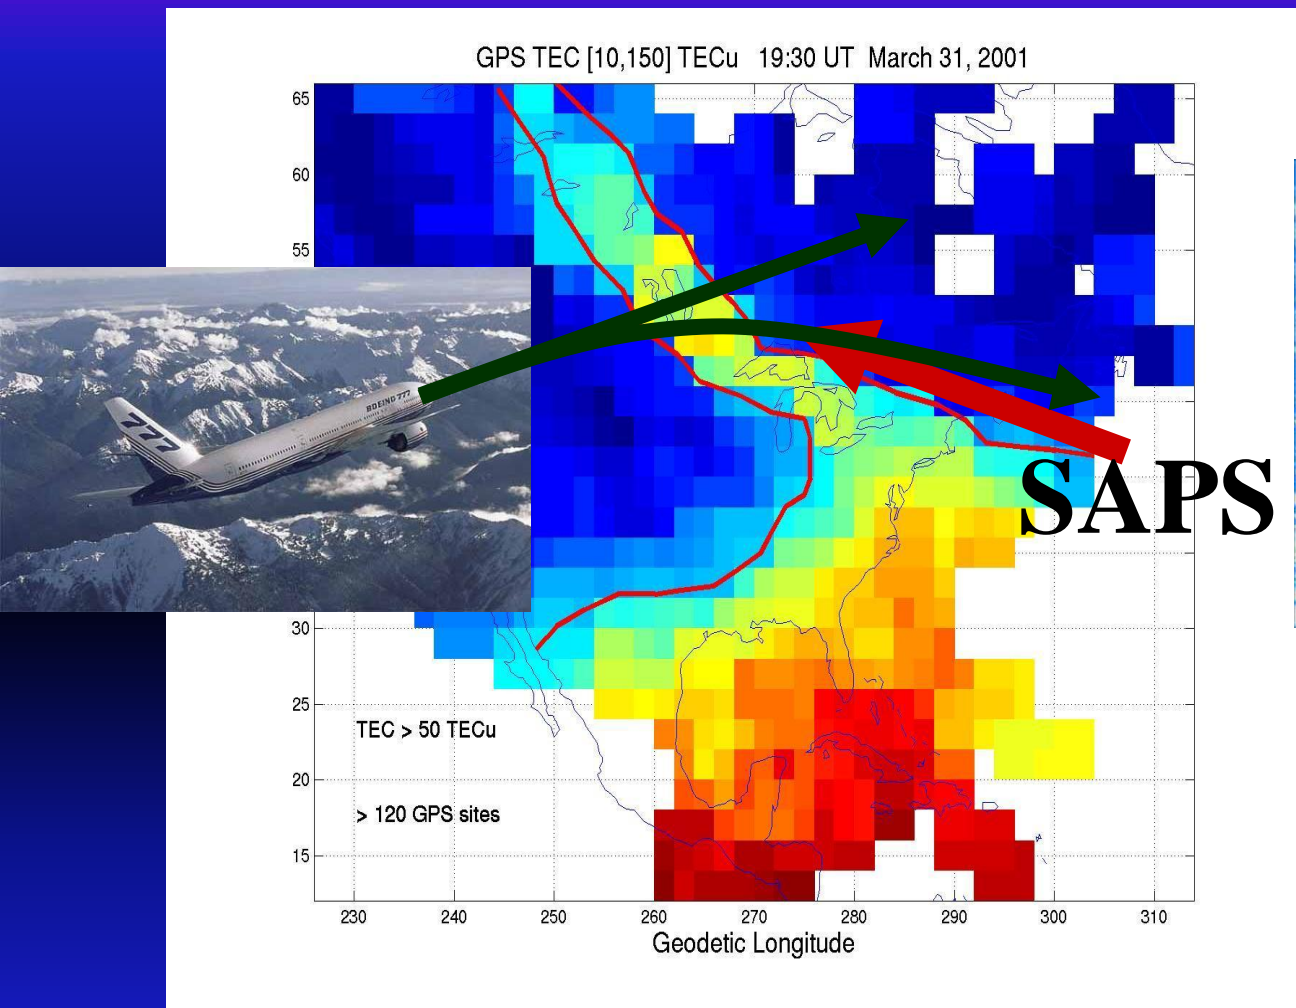 GPS TEC [10,150] TECu 19:30 UT March 31, 2001
65
60
55
BOEING 777
777
SAPS
30
25
TEC > 50 TECu
20
> 120 GPS sites
15
230 240 250 260 270 280 290 300 310
Geodetic Longitude